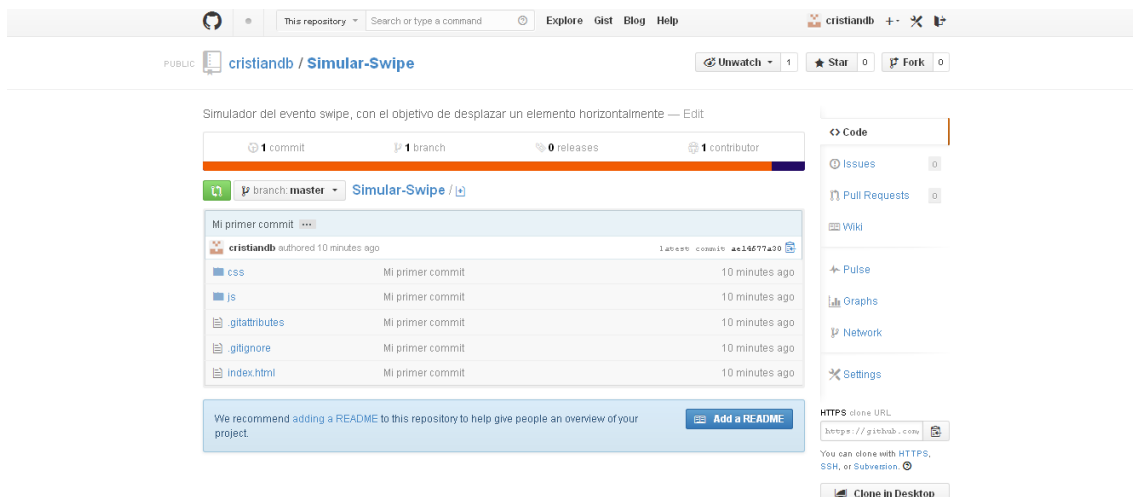 This repository Search or type a command Explore Gist Blog Help cristiandb
PUBLIC cristiandb / Simular-Swipe Unwatch 1 Star 0 Fork 0
Simulador del evento swipe, con el objetivo de desplazar un elemento horizontalmente — Edit
1 commit 1 branch 0 releases 1 contributor
branch: master Simular-Swipe /
Mi primer commit ...
cristiandb authored 10 minutes ago latest commit ae14677a30
css Mi primer commit 10 minutes ago
js Mi primer commit 10 minutes ago
.gitattributes Mi primer commit 10 minutes ago
.gitignore Mi primer commit 10 minutes ago
index.html Mi primer commit 10 minutes ago
We recommend adding a README to this repository to help give people an overview of your
project.
Add a README
Code
Issues 0
Pull Requests 0
Wiki
Pulse
Graphs
Network
Settings
HTTPS clone URL
https://github.com
You can clone with HTTPS,
SSH, or Subversion.
Clone in Desktop